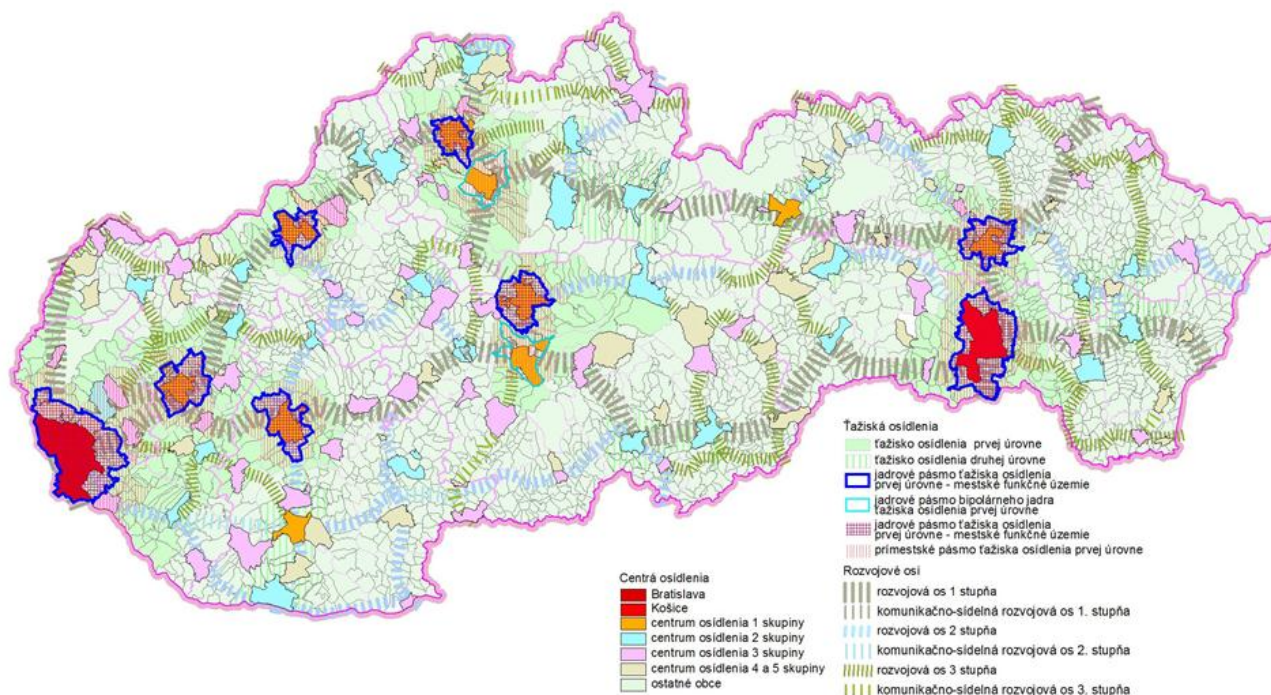 Ťažiská osídlenia
ťažisko osídlenia prvej úrovne
ťažisko osídlenia druhej úrovne
jadrové pásmo ťažiska osídlenia
prvej úrovne - mestské funkčné územie
jadrové pásmo bipolárneho jadra
ťažiska osídlenia prvej úrovne
jadrové pásmo ťažiska osídlenia
prvej úrovne - mestské funkčné územie
prímestské pásmo ťažiska osídlenia prvej úrovne
Centrá osídlenia
Bratislava
Košice
centrum osídlenia 1 skupiny
centrum osídlenia 2 skupiny
centrum osídlenia 3 skupiny
centrum osídlenia 4 a 5 skupiny
ostatné obce
Rozvojové osi
rozvojová os 1 stupňa
komunikačno-sídelná rozvojová os 1. stupňa
rozvojová os 2 stupňa
komunikačno-sídelná rozvojová os 2. stupňa
rozvojová os 3 stupňa
komunikačno-sídelná rozvojová os 3. stupňa